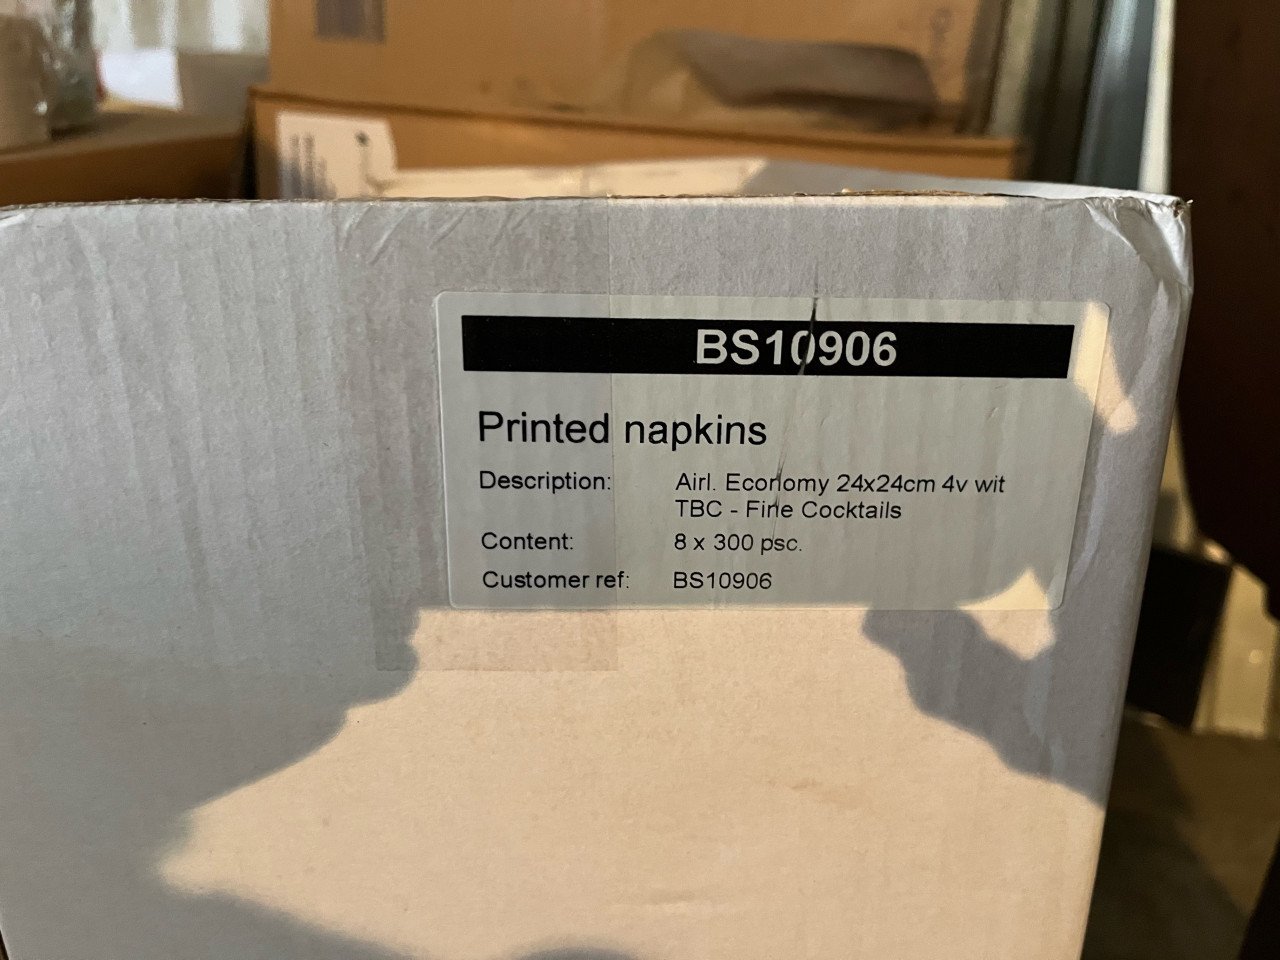 BS10906
Printed napkins
Description: Airl. Economy 24x24cm 4v wit
TBC - Fine Cocktails
Content: 8 x 300 psc.
Customer ref: BS10906